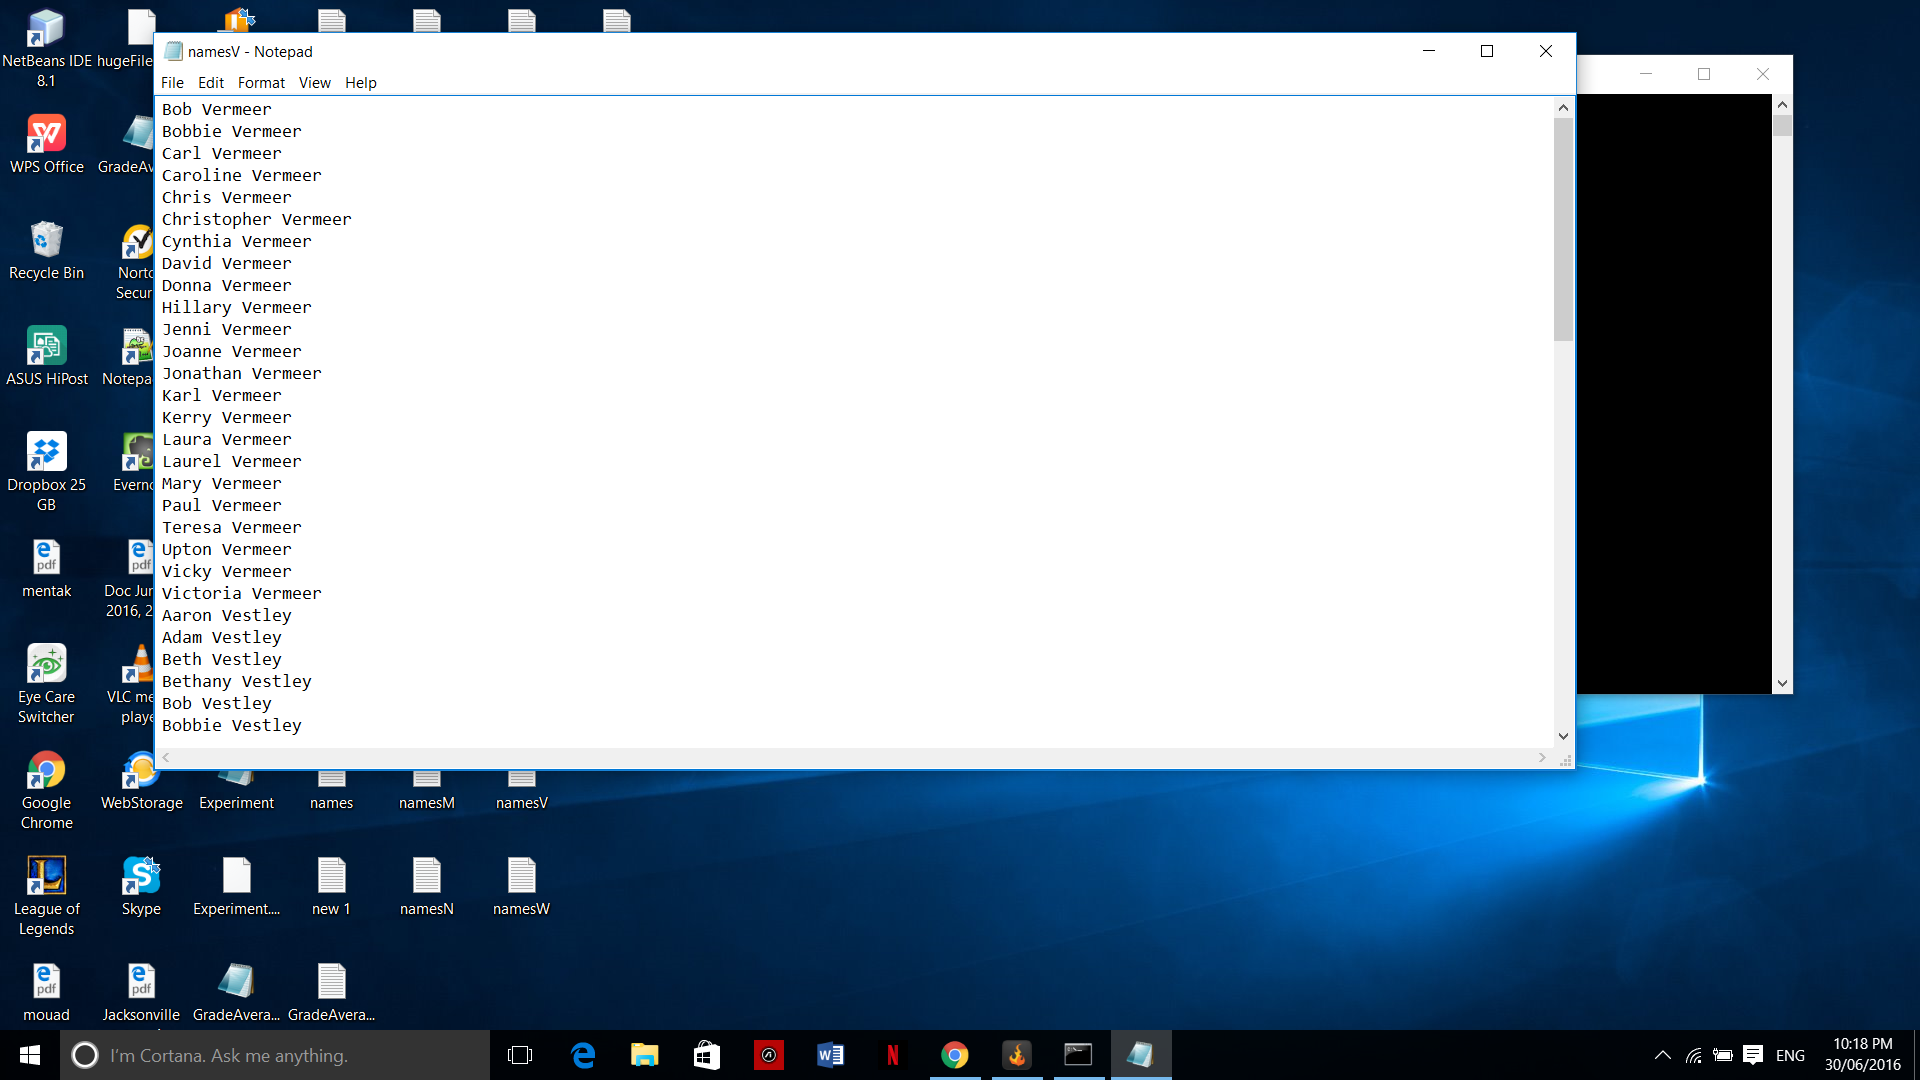 namesV - Notepad
File Edit Format View Help
Bob Vermeer
Bobbie Vermeer
Carl Vermeer
Caroline Vermeer
Chris Vermeer
Christopher Vermeer
Cynthia Vermeer
David Vermeer
Donna Vermeer
Hillary Vermeer
Jenni Vermeer
Joanne Vermeer
Jonathan Vermeer
Karl Vermeer
Kerry Vermeer
Laura Vermeer
Laurel Vermeer
Mary Vermeer
Paul Vermeer
Teresa Vermeer
Upton Vermeer
Vicky Vermeer
Victoria Vermeer
Aaron Vestley
Adam Vestley
Beth Vestley
Bethany Vestley
Bob Vestley
Bobbie Vestley
NetBeans IDE
8.1
hugeFile
WPS Office
GradeAv
Recycle Bin
Norto
Secur
ASUS HiPost
Notepa
Dropbox 25
GB
Everno
mentak
Doc Jun
2016, 2
Eye Care
Switcher
VLC me
playe
Google
Chrome
WebStorage
Experiment
names
namesM
namesV
League of
Legends
Skype
Experiment....
new 1
namesN
namesW
mouad
Jacksonville
GradeAvera...
GradeAvera...
I'm Cortana. Ask me anything.
ENG
10:18 PM
30/06/2016